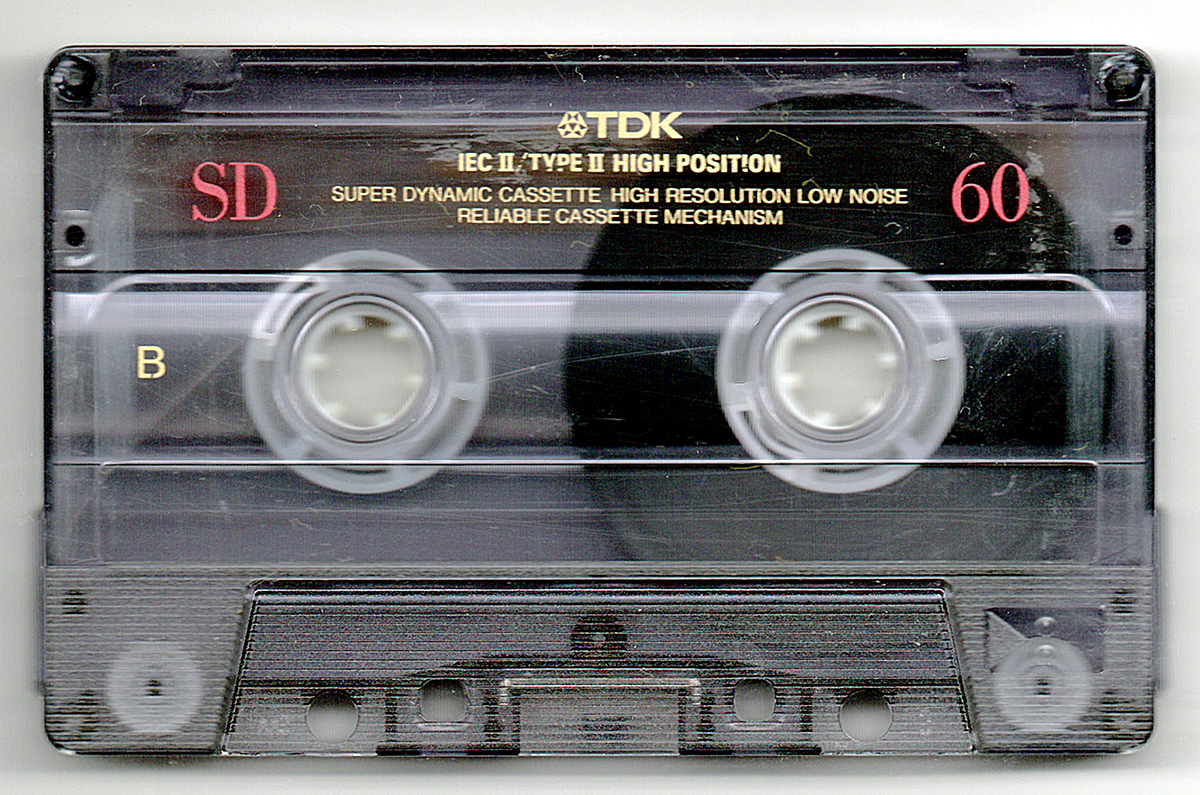 TDK
IEC II/TYPE II HIGH POSITION
SD
60
SUPER DYNAMIC CASSETTE HIGH RESOLUTION LOW NOISE
RELIABLE CASSETTE MECHANISM
B